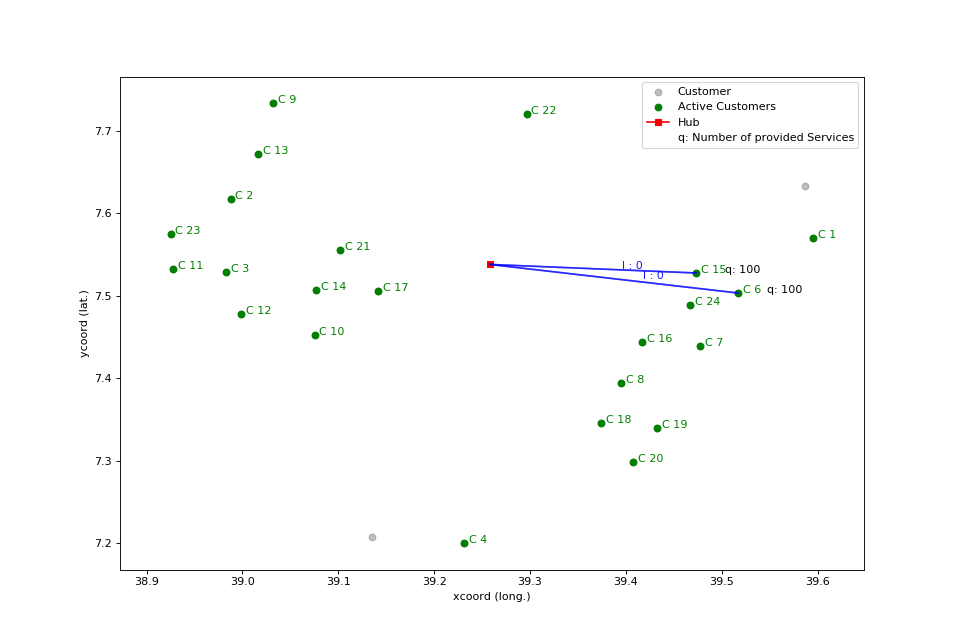 Customer
Active Customers
Hub
q: Number of provided Services
C 9
C 22
C 13
C 2
C 23
C 1
C 21
C 11
C 3
l : 0
C 15
q: 100
l : 0
C 14
C 17
C 6
q: 100
C 24
C 12
C 10
C 16
C 7
C 8
C 18
C 19
C 20
C 4
7.7
7.6
7.5
7.4
7.3
7.2
ycoord (lat.)
38.9
39.0
39.1
39.2
39.3
39.4
39.5
39.6
xcoord (long.)